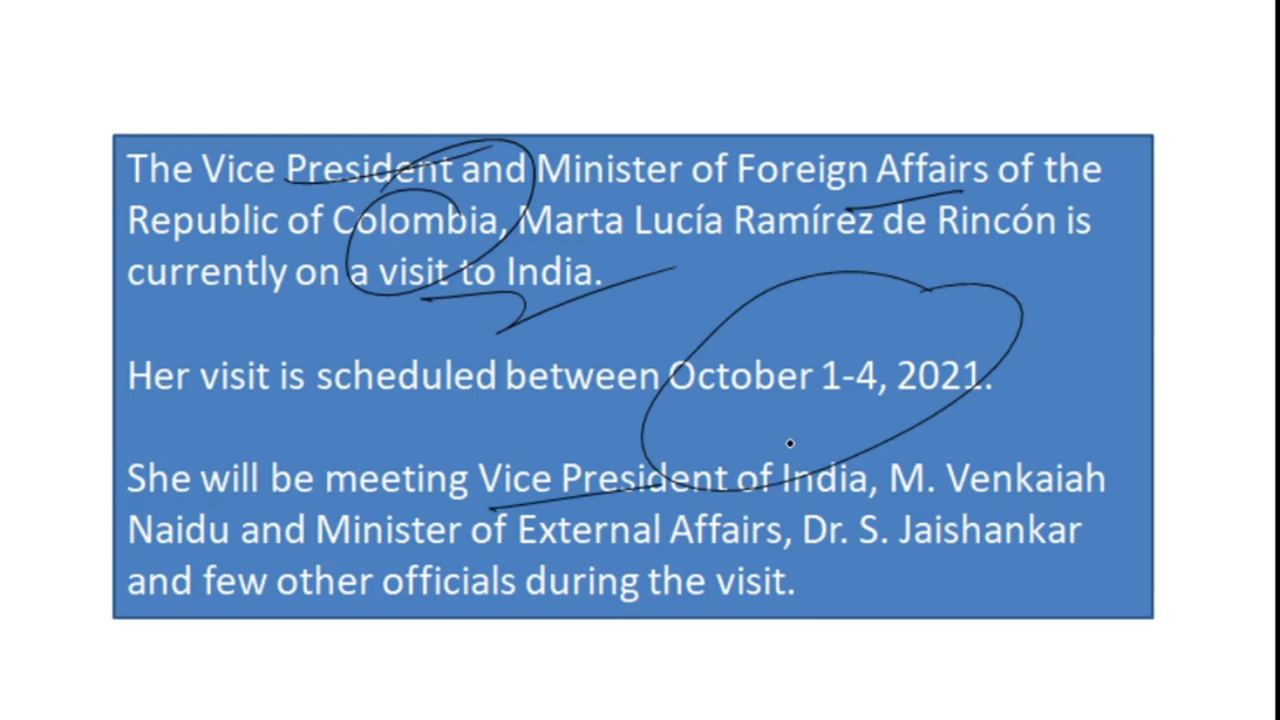 The Vice President and Minister of Foreign Affairs of the
Republic of Colombia, Marta Lucía Ramírez de Rincón is
currently on a visit to India.
Her visit is scheduled between October 1-4, 2021.
She will be meeting Vice President of India, M. Venkaiah
Naidu and Minister of External Affairs, Dr. S. Jaishankar
and few other officials during the visit.